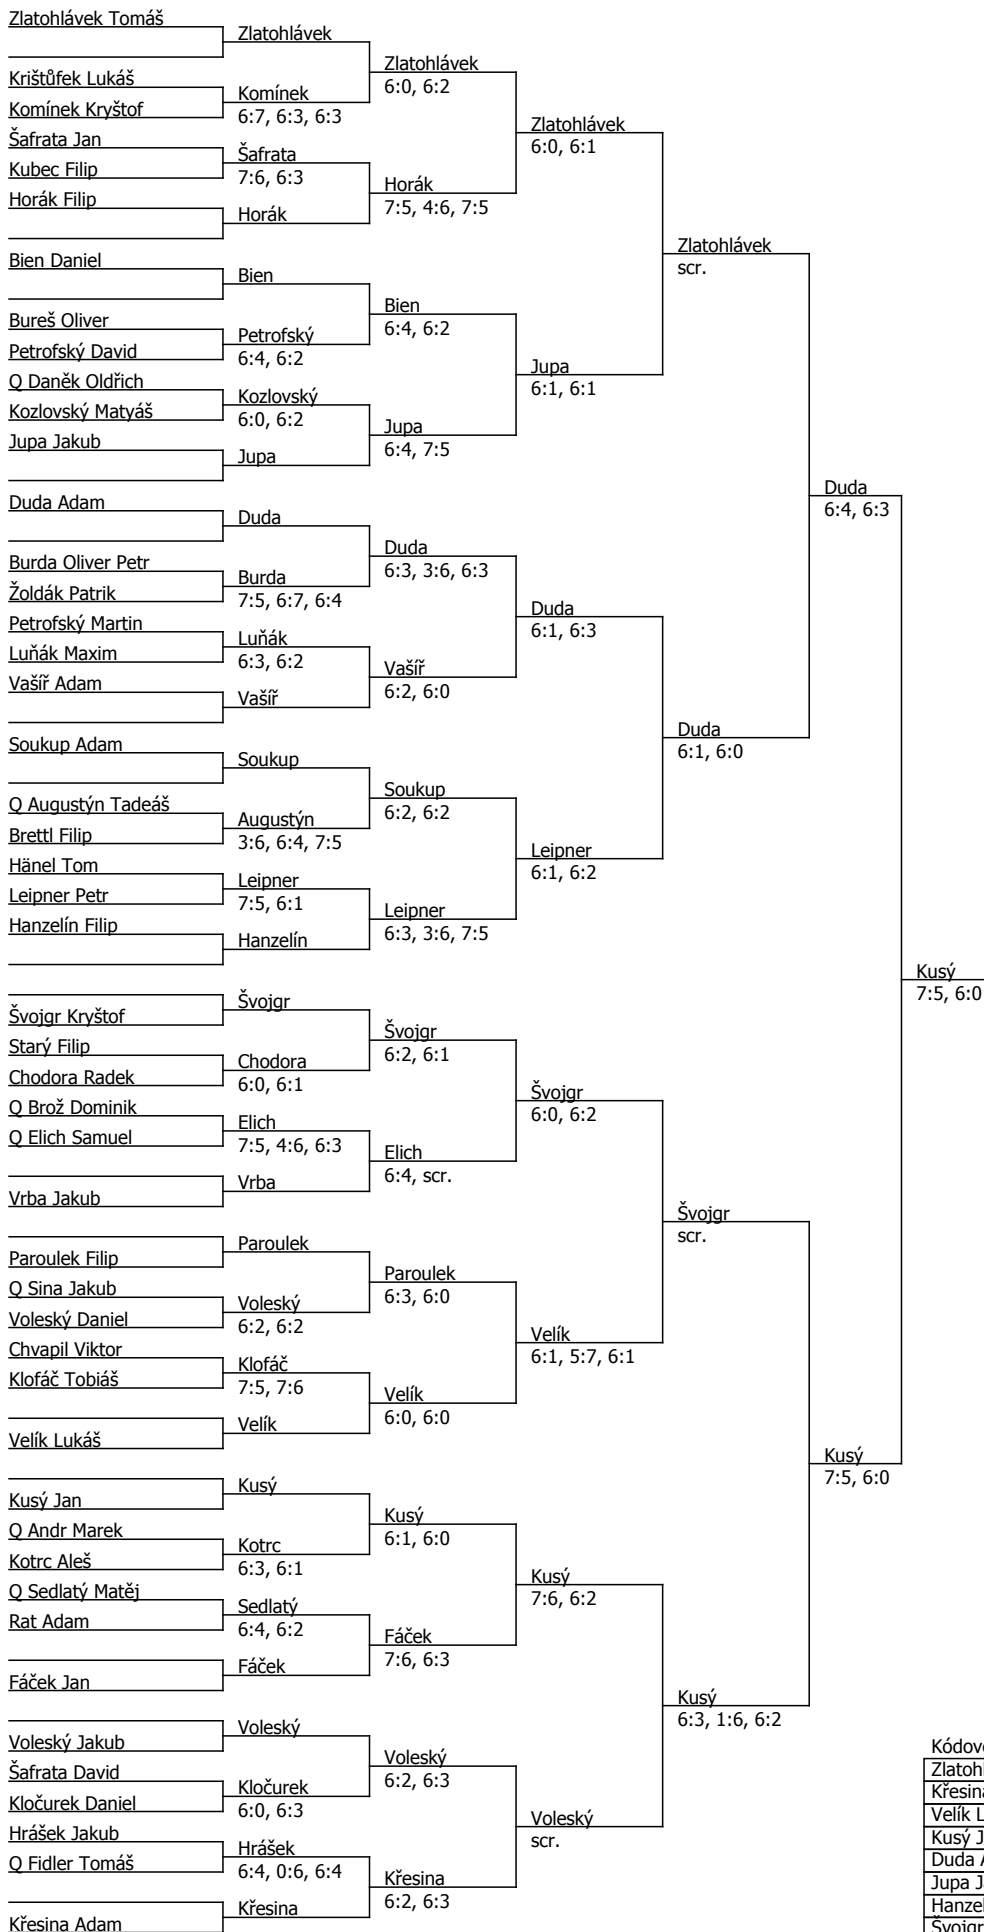 Zlatohlávek Tomáš
Zlatohlávek
Zlatohlávek
6:0, 6:2
Krištůfek Lukáš
Komínek
6:7, 6:3, 6:3
Komínek Kryštof
Zlatohlávek
6:0, 6:1
Šafrata Jan
Šafrata
7:6, 6:3
Kubec Filip
Horák
7:5, 4:6, 7:5
Horák Filip
Horák
Zlatohlávek
scr.
Bien Daniel
Bien
Bien
6:4, 6:2
Bureš Oliver
Petrofský
6:4, 6:2
Petrofský David
Jupa
6:1, 6:1
Q Daněk Oldřich
Kozlovský
6:0, 6:2
Kozlovský Matyáš
Jupa
6:4, 7:5
Jupa Jakub
Jupa
Duda
6:4, 6:3
Duda Adam
Duda
Duda
6:3, 3:6, 6:3
Burda Oliver Petr
Burda
7:5, 6:7, 6:4
Žoldák Patrik
Duda
6:1, 6:3
Petrofský Martin
Luňák
6:3, 6:2
Luňák Maxim
Vašíř
6:2, 6:0
Vašíř Adam
Vašíř
Duda
6:1, 6:0
Soukup Adam
Soukup
Soukup
6:2, 6:2
Q Augustýn Tadeáš
Augustýn
3:6, 6:4, 7:5
Brettl Filip
Leipner
6:1, 6:2
Hänel Tom
Leipner
7:5, 6:1
Leipner Petr
Leipner
6:3, 3:6, 7:5
Hanzelín Filip
Hanzelín
Kusý
7:5, 6:0
Švojgr
Švojgr Kryštof
Švojgr
6:2, 6:1
Starý Filip
Chodora
6:0, 6:1
Chodora Radek
Švojgr
6:0, 6:2
Q Brož Dominik
Elich
7:5, 4:6, 6:3
Q Elich Samuel
Elich
6:4, scr.
Vrba
Vrba Jakub
Švojgr
scr.
Paroulek
Paroulek Filip
Paroulek
6:3, 6:0
Q Sina Jakub
Voleský
6:2, 6:2
Voleský Daniel
Velík
6:1, 5:7, 6:1
Chvapil Viktor
Klofáč
7:5, 7:6
Klofáč Tobiáš
Velík
6:0, 6:0
Velík
Velík Lukáš
Kusý
7:5, 6:0
Kusý
Kusý Jan
Kusý
6:1, 6:0
Q Andr Marek
Kotrc
6:3, 6:1
Kotrc Aleš
Kusý
7:6, 6:2
Q Sedlatý Matěj
Sedlatý
6:4, 6:2
Rat Adam
Fáček
7:6, 6:3
Fáček
Fáček Jan
Kusý
6:3, 1:6, 6:2
Voleský
Voleský Jakub
Voleský
6:2, 6:3
Šafrata David
Kločurek
6:0, 6:3
Kločurek Daniel
Voleský
scr.
Hrášek Jakub
Hrášek
6:4, 0:6, 6:4
Q Fidler Tomáš
Křesina
6:2, 6:3
Křesina
Křesina Adam
Kódov
Zlatoh
Křesina
Velík L
Kusý J
Duda A
Jupa J
Hanzel
Švojgr